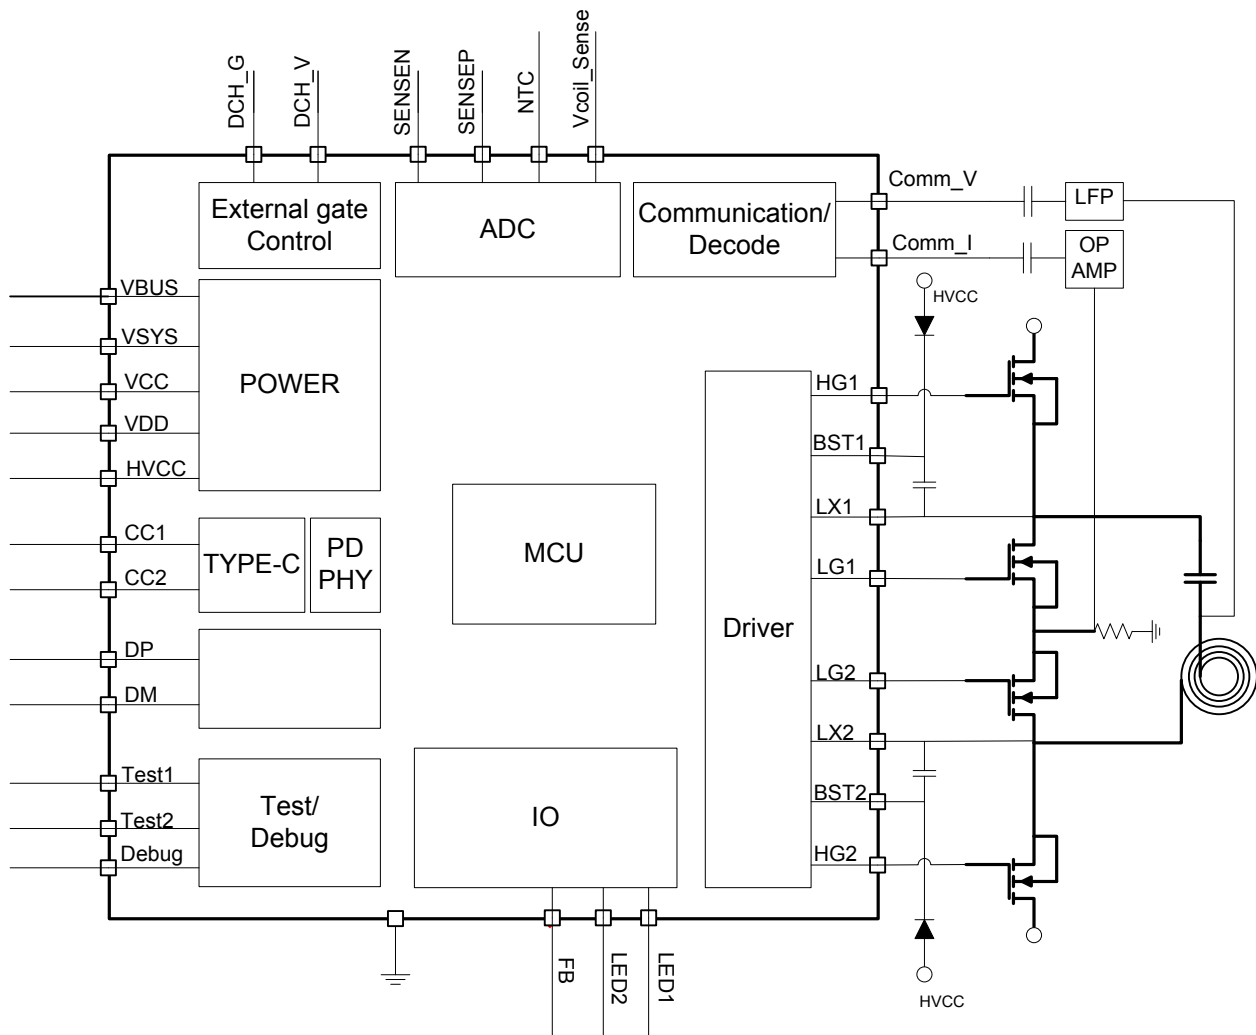 DCH_G
DCH_V
SENSEN
SENSEP
NTC
Vcoil_Sense
External gate
Control
ADC
Communication/
Decode
Comm_V
LFP
Comm_I
OP
AMP
HVCC
VBUS
VSYS
VCC
VDD
HVCC
POWER
CC1
CC2
TYPE-C
PD
PHY
DP
DM
MCU
Driver
HG1
BST1
LX1
LG1
LG2
LX2
BST2
HG2
Test1
Test2
Debug
Test/
Debug
IO
FB
LED2
LED1
HVCC